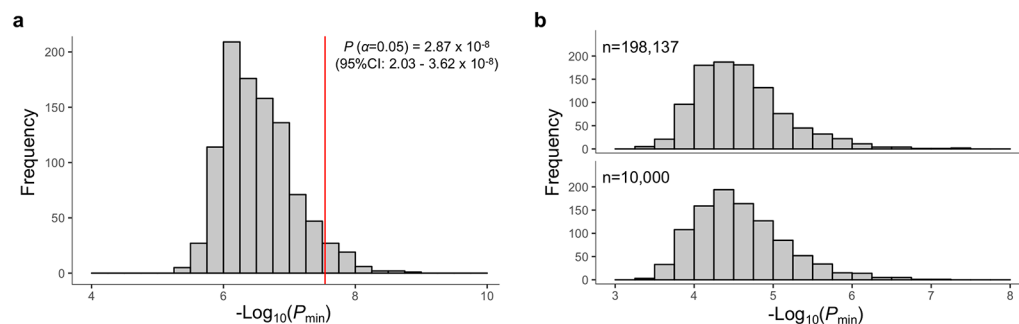 a
P (α=0.05) = 2.87 x 10⁻⁸
(95%CI: 2.03 - 3.62 x 10⁻⁸)
200
150
100
50
0
Frequency
4 6 8 10
-Log₁₀(Pmin)
b
n=198,137
200
150
100
50
0
Frequency
n=10,000
200
150
100
50
0
3 4 5 6 7 8
-Log₁₀(Pmin)